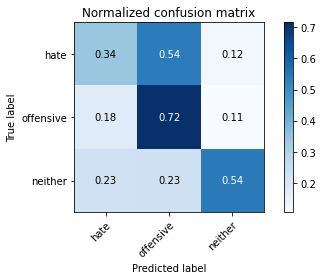 Normalized confusion matrix
True label
hate 0.34 0.54 0.12
offensive 0.18 0.72 0.11
neither 0.23 0.23 0.54
hate offensive neither
Predicted label
0.7
0.6
0.5
0.4
0.3
0.2